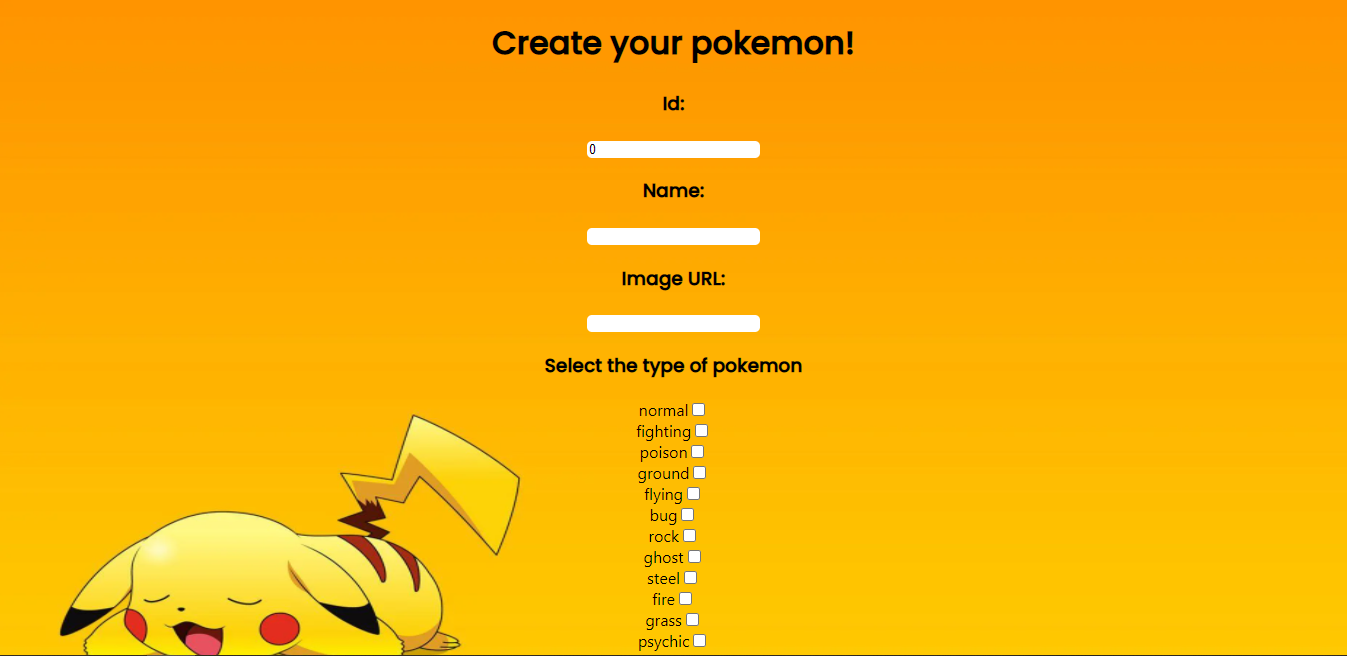 Create your pokemon!
Id:
0
Name:
Image URL:
Select the type of pokemon
normal
fighting
poison
ground
flying
bug
rock
ghost
steel
fire
grass
psychic